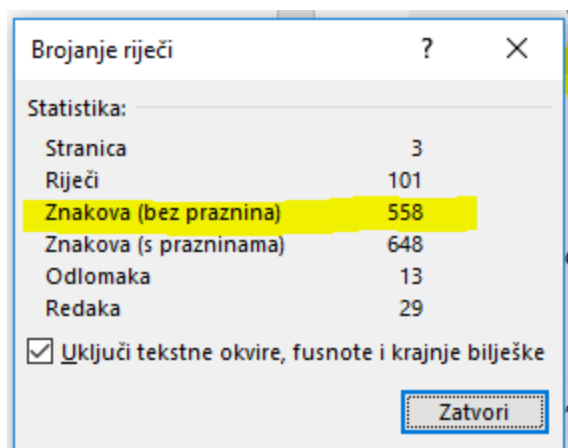 Brojanje riječi ? ×
Statistika:
Stranica 3
Riječi 101
Znakova (bez praznina) 558
Znakova (s prazninama) 648
Odlomaka 13
Redaka 29
Uključi tekstne okvire, fusnote i krajnje bilješke
Zatvori